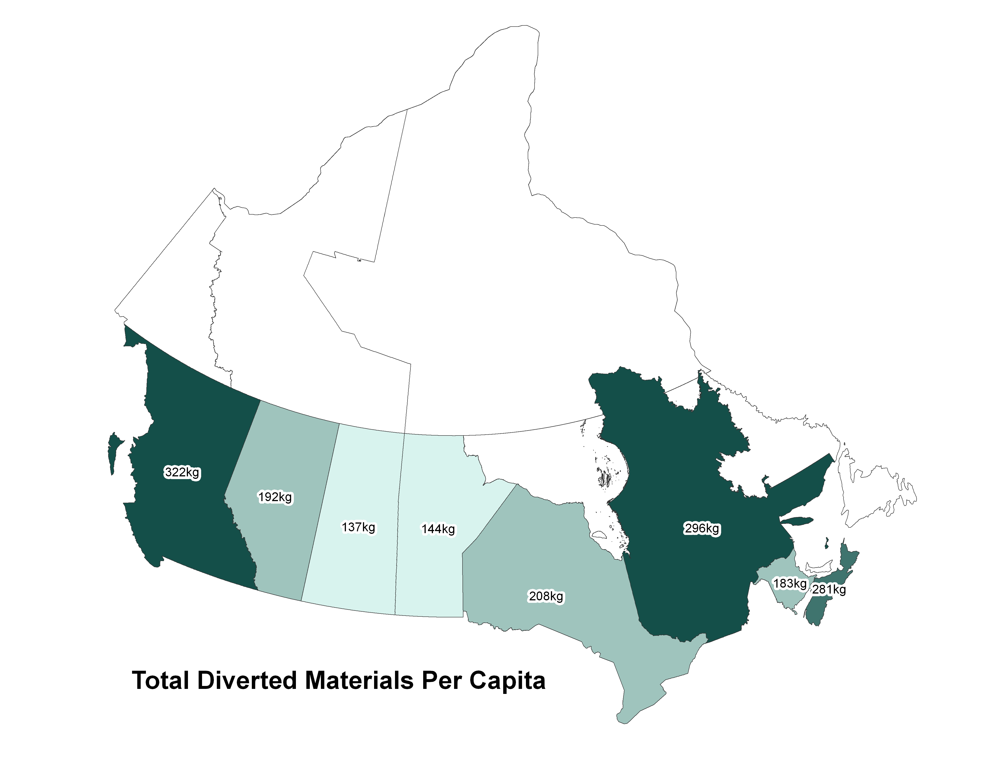 322kg
192kg
137kg
144kg
296kg
208kg
183kg
281kg
Total Diverted Materials Per Capita